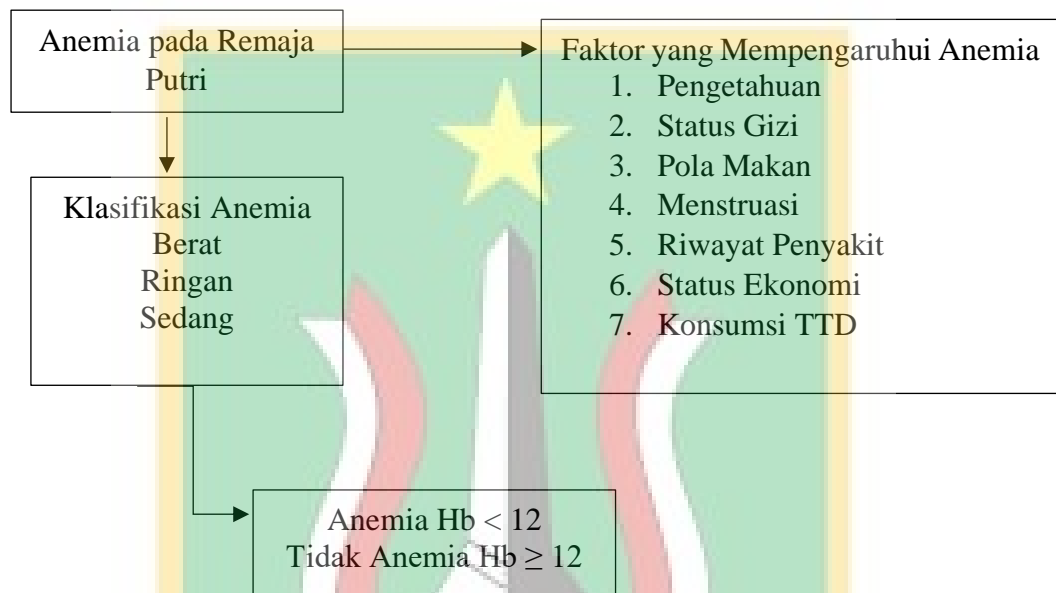 Anemia pada Remaja
Putri
Faktor yang Mempengaruhi Anemia
1. Pengetahuan
2. Status Gizi
3. Pola Makan
4. Menstruasi
5. Riwayat Penyakit
6. Status Ekonomi
7. Konsumsi TTD
Klasifikasi Anemia
Berat
Ringan
Sedang
Anemia Hb < 12
Tidak Anemia Hb ≥ 12